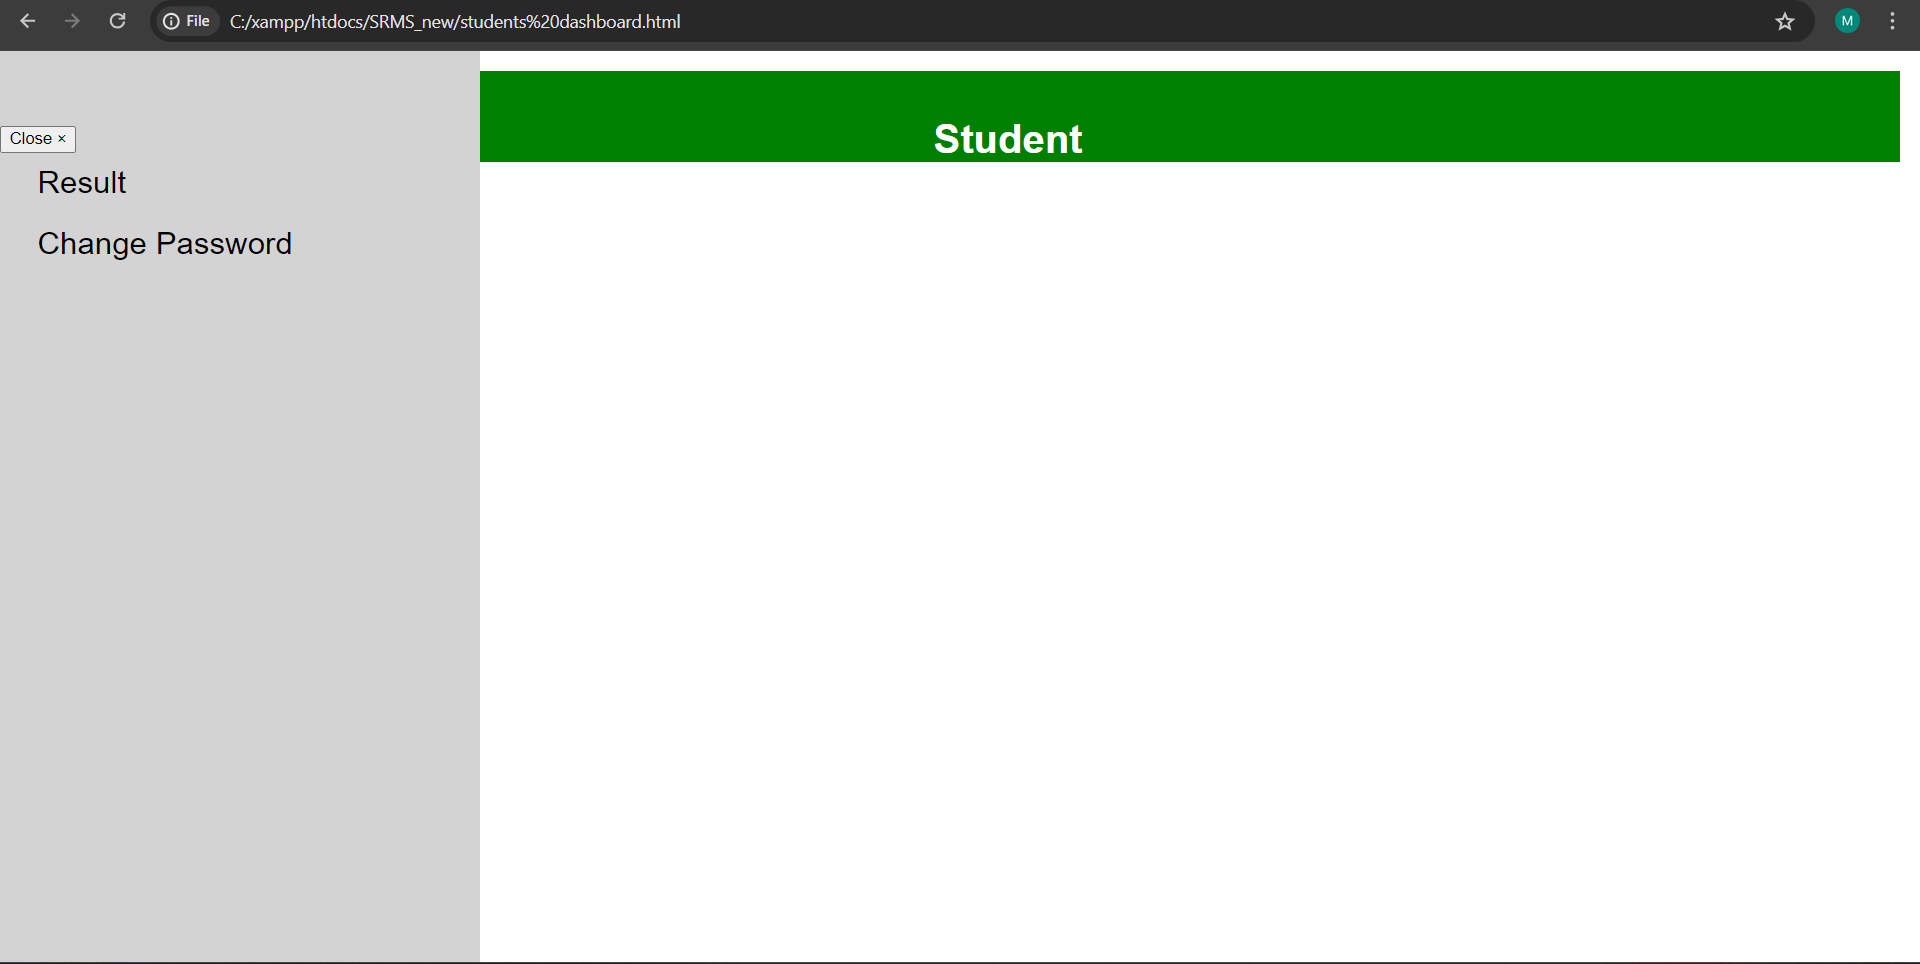 File C:/xampp/htdocs/SRMS_new/students%20dashboard.html M
Close × Student
Result
Change Password